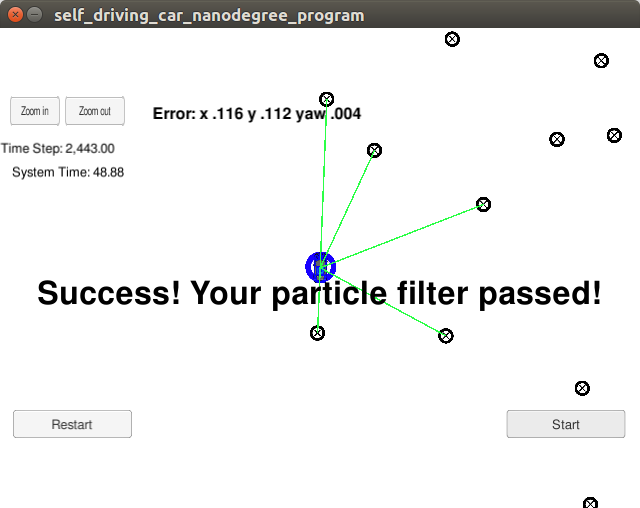 self_driving_car_nanodegree_program
Zoom in Zoom out
Error: x .116 y .112 yaw .004
Time Step: 2,443.00
System Time: 48.88
Success! Your particle filter passed!
Restart
Start